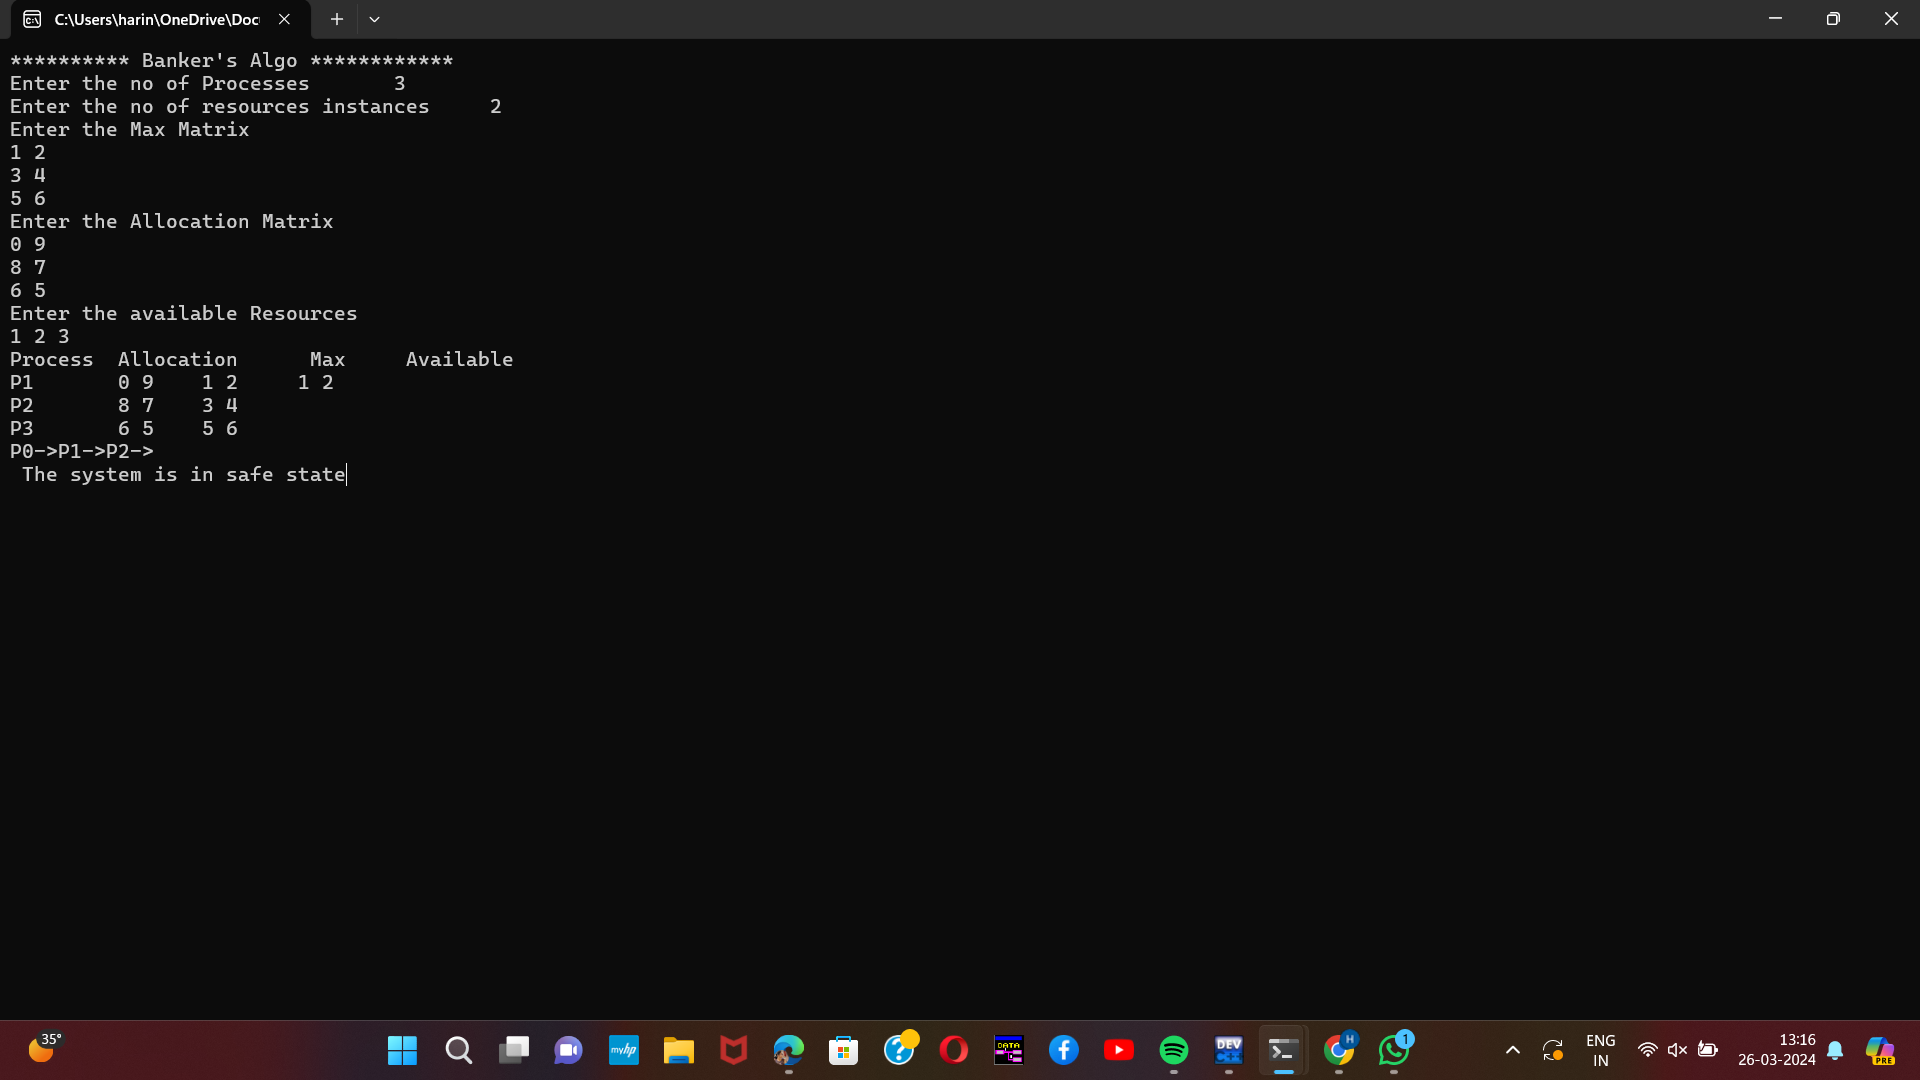 C:\Users\harin\OneDrive\Doc
********** Banker's Algo ************
Enter the no of Processes       3
Enter the no of resources instances     2
Enter the Max Matrix
1 2
3 4
5 6
Enter the Allocation Matrix
0 9
8 7
6 5
Enter the available Resources
1 2 3
Process  Allocation      Max     Available
P1       0 9    1 2     1 2
P2       8 7    3 4
P3       6 5    5 6
P0->P1->P2->
 The system is in safe state
35°
myhp
DATA
DEV
H
1
ENG
IN
13:16
26-03-2024
PRE